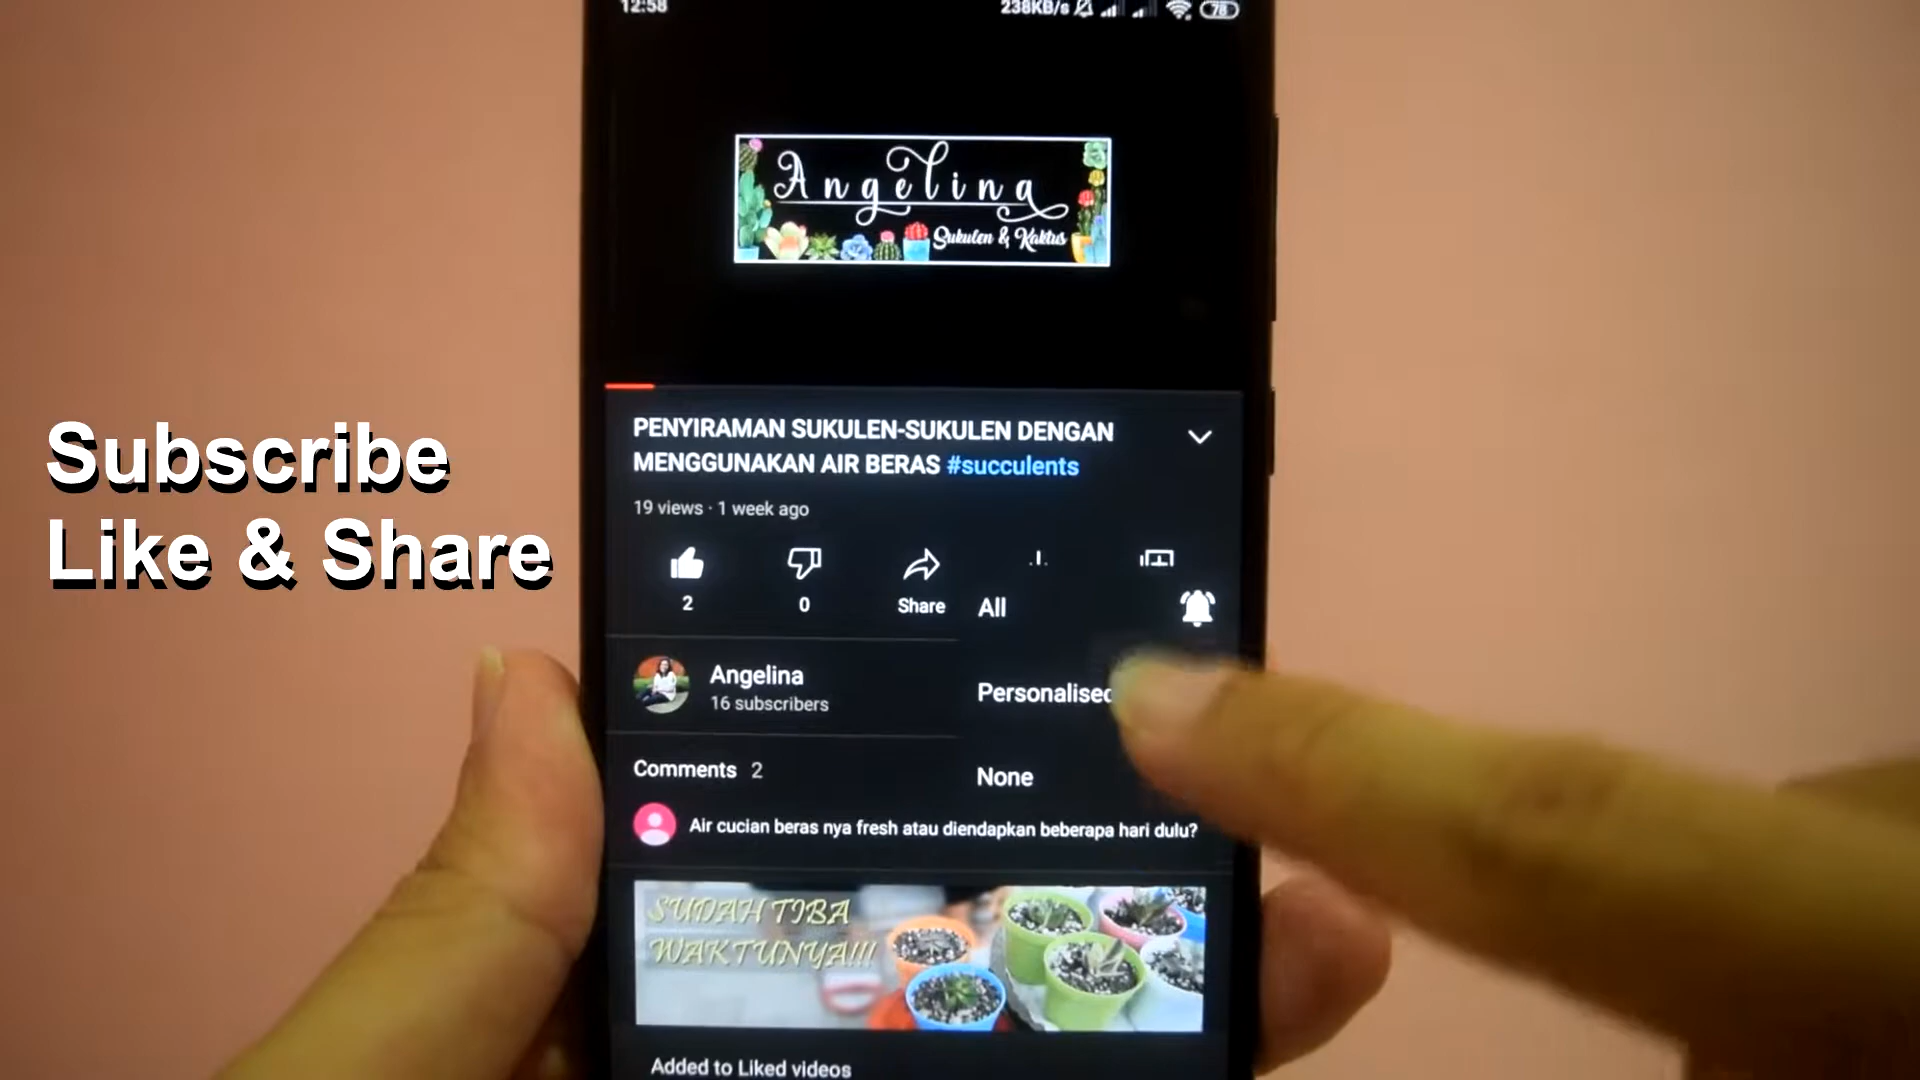 12:58
238KB/s
78
Angelina
Sukulen & Kaktus
PENYIRAMAN SUKULEN-SUKULEN DENGAN
MENGGUNAKAN AIR BERAS #succulents
19 views · 1 week ago
2
0
Share
All
Subscribe
Like & Share
Angelina
16 subscribers
Personalised
None
Comments 2
Air cucian beras nya fresh atau diendapkan beberapa hari dulu?
SUDAH TIBA
WAKTUNYA!!!
Added to Liked videos